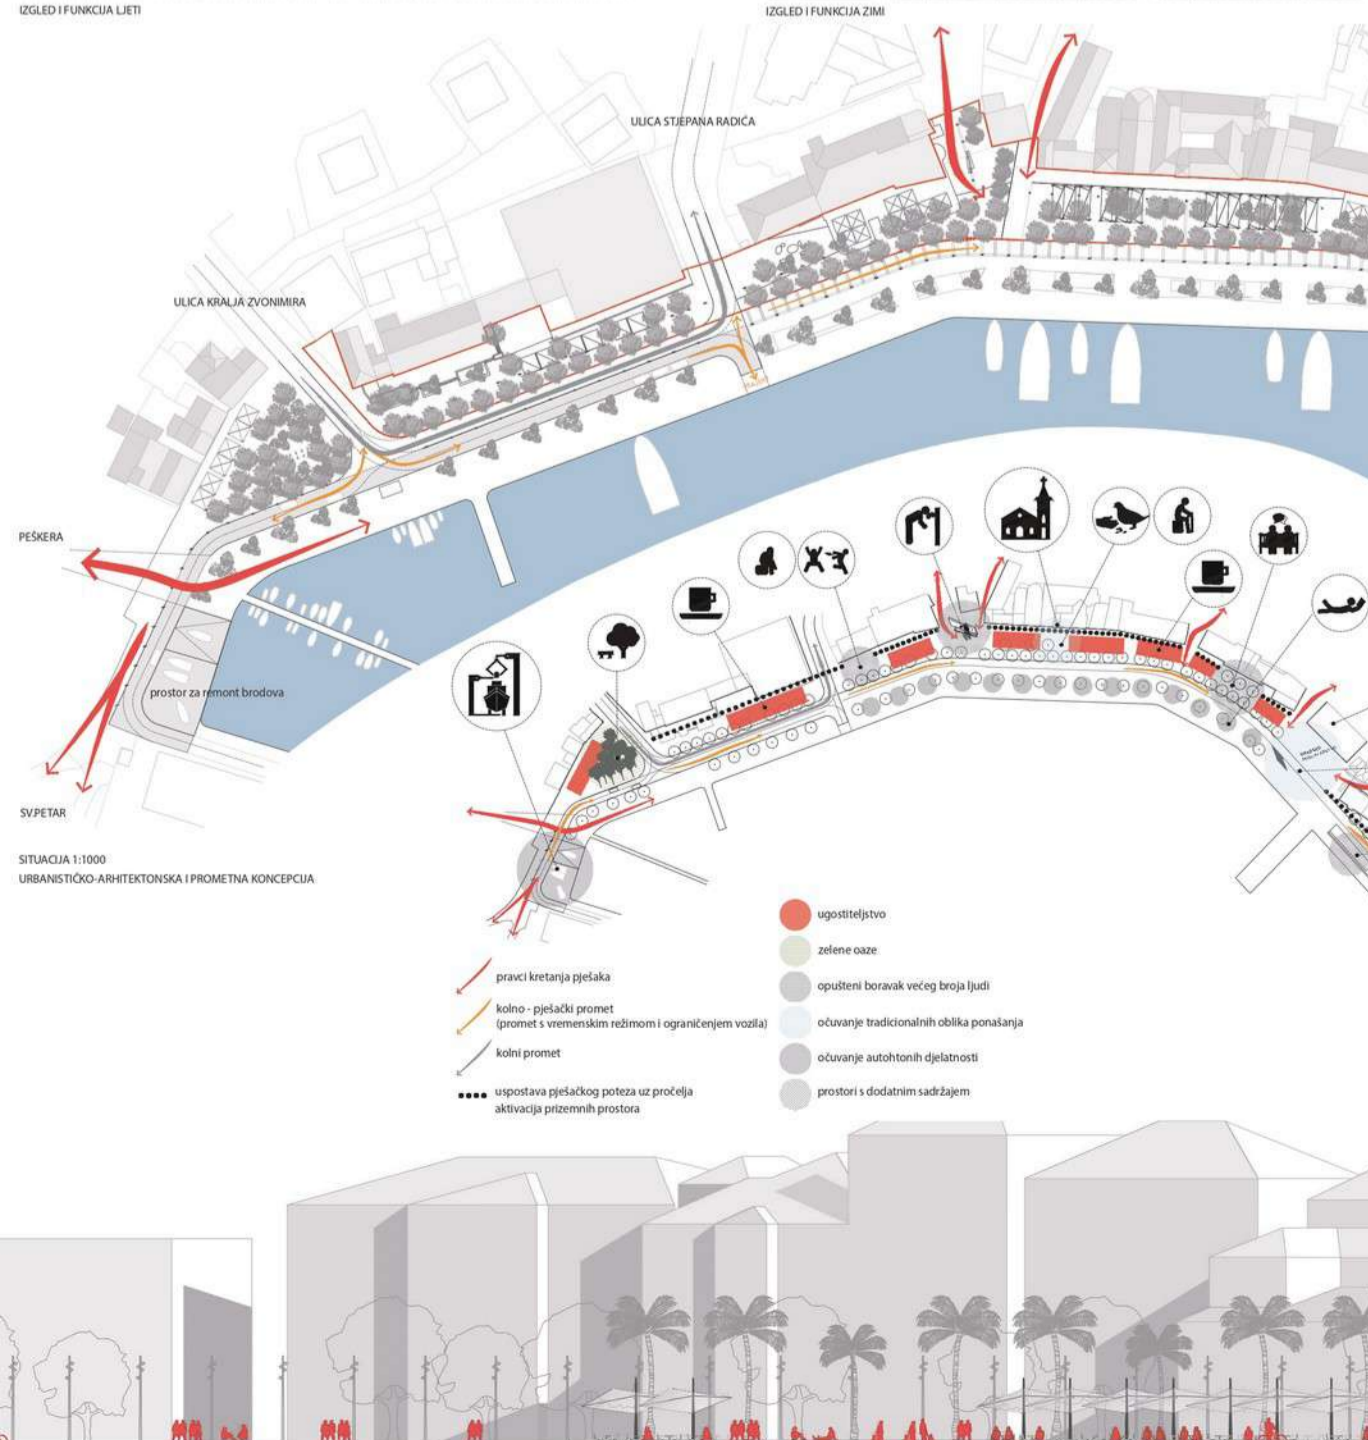 IZGLED I FUNKCIJA LJETI
IZGLED I FUNKCIJA ZIMI
ULICA STJEPANA RADIĆA
ULICA KRALJA ZVONIMIRA
PEŠKERA
prostor za remont brodova
SV.PETAR
SITUACIJA 1:1000
URBANISTIČKO-ARHITEKTONSKA I PROMETNA KONCEPCIJA
pravci kretanja pješaka
kolno - pješački promet
(promet s vremenskim režimom i ograničenjem vozila)
kolni promet
uspostava pješačkog poteza uz pročelja
aktivacija prizemnih prostora
ugostiteljstvo
zelene oaze
opušteni boravak većeg broja ljudi
očuvanje tradicionalnih oblika ponašanja
očuvanje autohtonih djelatnosti
prostori s dodatnim sadržajem